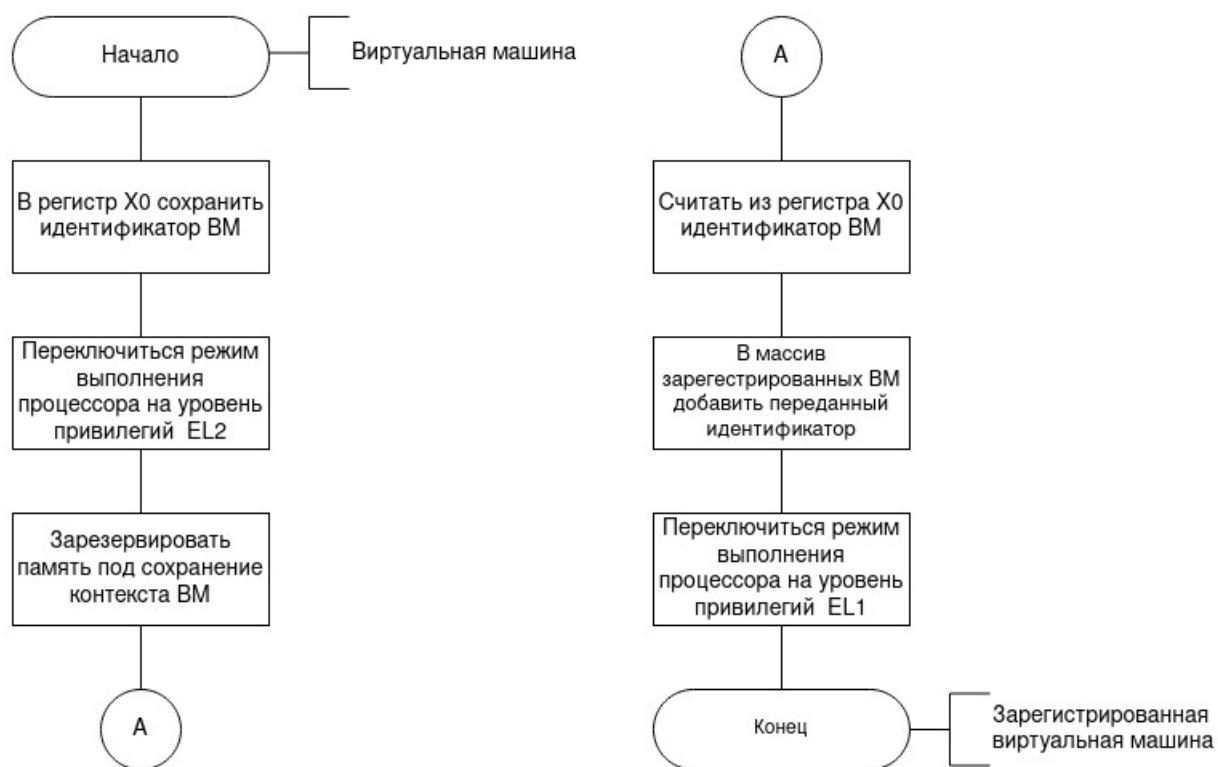 Начало
Виртуальная машина
В регистр X0 сохранить
идентификатор ВМ
Переключиться режим
выполнения
процессора на уровень
привилегий EL2
Зарезервировать
память под сохранение
контекста ВМ
А
А
Считать из регистра X0
идентификатор ВМ
В массив
зарегестрированных ВМ
добавить переданный
идентификатор
Переключиться режим
выполнения
процессора на уровень
привилегий EL1
Конец
Зарегистрированная
виртуальная машина